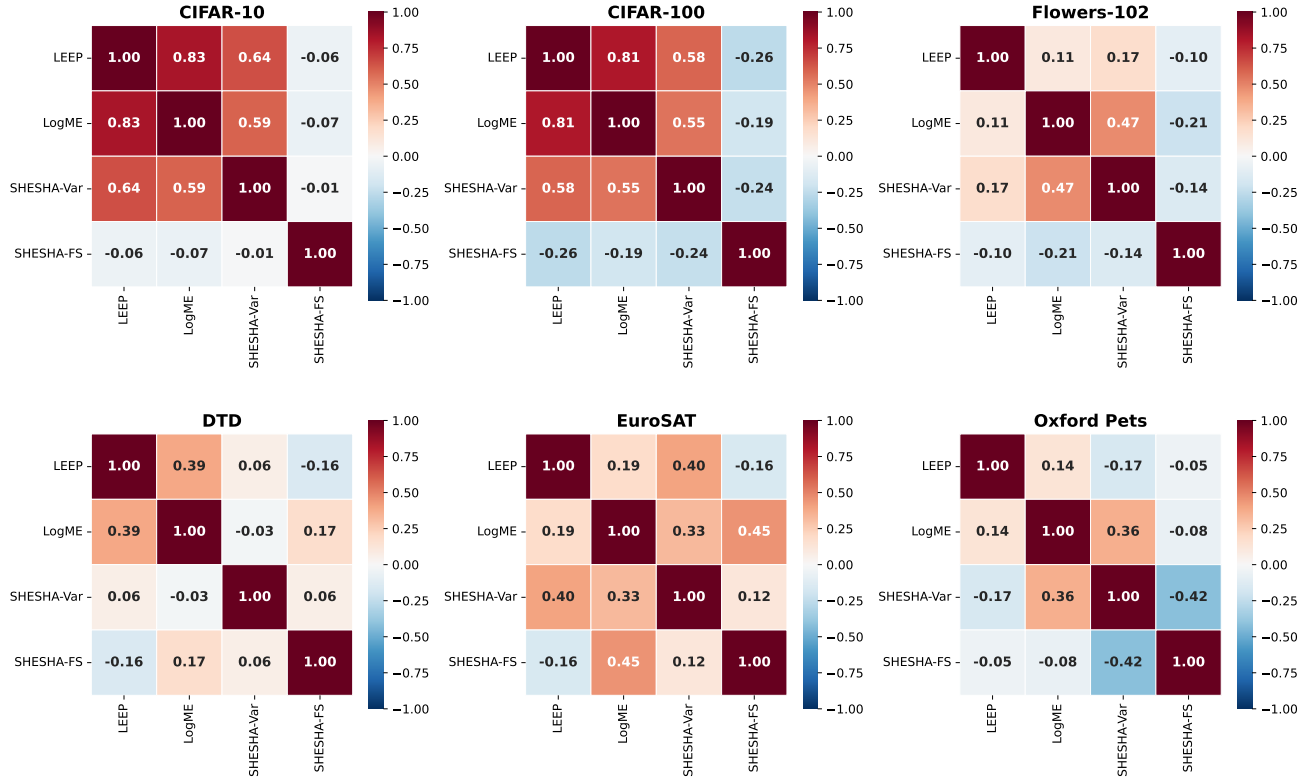 CIFAR-10
LEEP 1.00 0.83 0.64 -0.06
LogME 0.83 1.00 0.59 -0.07
SHESHA-Var 0.64 0.59 1.00 -0.01
SHESHA-FS -0.06 -0.07 -0.01 1.00
LEEP LogME SHESHA-Var SHESHA-FS
1.00
0.75
0.50
0.25
0.00
−0.25
−0.50
−0.75
−1.00
CIFAR-100
LEEP 1.00 0.81 0.58 -0.26
LogME 0.81 1.00 0.55 -0.19
SHESHA-Var 0.58 0.55 1.00 -0.24
SHESHA-FS -0.26 -0.19 -0.24 1.00
LEEP LogME SHESHA-Var SHESHA-FS
1.00
0.75
0.50
0.25
0.00
−0.25
−0.50
−0.75
−1.00
Flowers-102
LEEP 1.00 0.11 0.17 -0.10
LogME 0.11 1.00 0.47 -0.21
SHESHA-Var 0.17 0.47 1.00 -0.14
SHESHA-FS -0.10 -0.21 -0.14 1.00
LEEP LogME SHESHA-Var SHESHA-FS
1.00
0.75
0.50
0.25
0.00
−0.25
−0.50
−0.75
−1.00
DTD
LEEP 1.00 0.39 0.06 -0.16
LogME 0.39 1.00 -0.03 0.17
SHESHA-Var 0.06 -0.03 1.00 0.06
SHESHA-FS -0.16 0.17 0.06 1.00
LEEP LogME SHESHA-Var SHESHA-FS
1.00
0.75
0.50
0.25
0.00
−0.25
−0.50
−0.75
−1.00
EuroSAT
LEEP 1.00 0.19 0.40 -0.16
LogME 0.19 1.00 0.33 0.45
SHESHA-Var 0.40 0.33 1.00 0.12
SHESHA-FS -0.16 0.45 0.12 1.00
LEEP LogME SHESHA-Var SHESHA-FS
1.00
0.75
0.50
0.25
0.00
−0.25
−0.50
−0.75
−1.00
Oxford Pets
LEEP 1.00 0.14 -0.17 -0.05
LogME 0.14 1.00 0.36 -0.08
SHESHA-Var -0.17 0.36 1.00 -0.42
SHESHA-FS -0.05 -0.08 -0.42 1.00
LEEP LogME SHESHA-Var SHESHA-FS
1.00
0.75
0.50
0.25
0.00
−0.25
−0.50
−0.75
−1.00